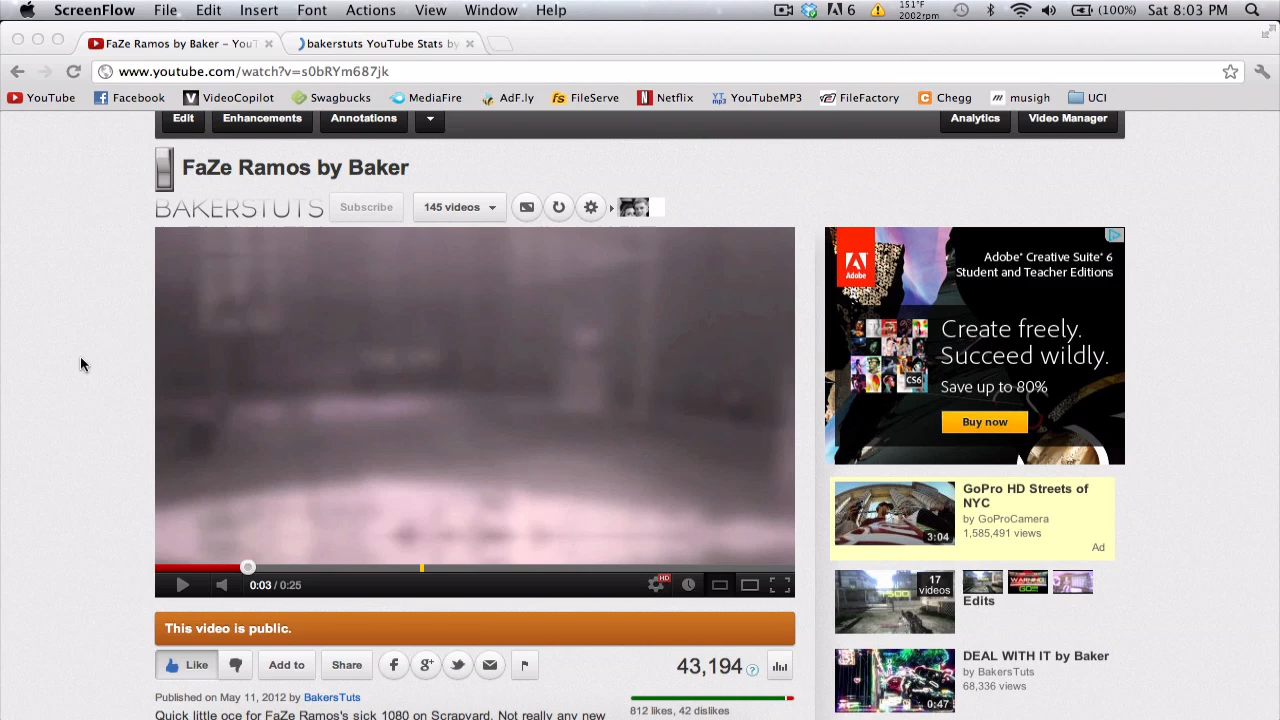 ScreenFlow File Edit Insert Font Actions View Window Help 6 151°F 2002rpm (100%) Sat 8:03 PM
FaZe Ramos by Baker – YouT bakerstuts YouTube Stats by
www.youtube.com/watch?v=s0bRYm687jk
YouTube Facebook VideoCopilot Swagbucks MediaFire AdF.ly FileServe Netflix YouTubeMP3 FileFactory Chegg musigh UCI
Edit Enhancements Annotations Analytics Video Manager
FaZe Ramos by Baker
BAKERSTUTS Subscribe 145 videos
Adobe
Adobe® Creative Suite® 6
Student and Teacher Editions
Create freely.
Succeed wildly.
CS6
Save up to 80%
Buy now
GoPro HD Streets of
NYC
by GoProCamera
1,585,491 views
3:04
Ad
0:03 / 0:25
HD
17
videos
Edits
This video is public.
Like Add to Share 43,194
DEAL WITH IT by Baker
by BakersTuts
68,336 views
0:47
Published on May 11, 2012 by BakersTuts
812 likes, 42 dislikes
Quick little oce for FaZe Ramos's sick 1080 on Scrapyard. Not really any new